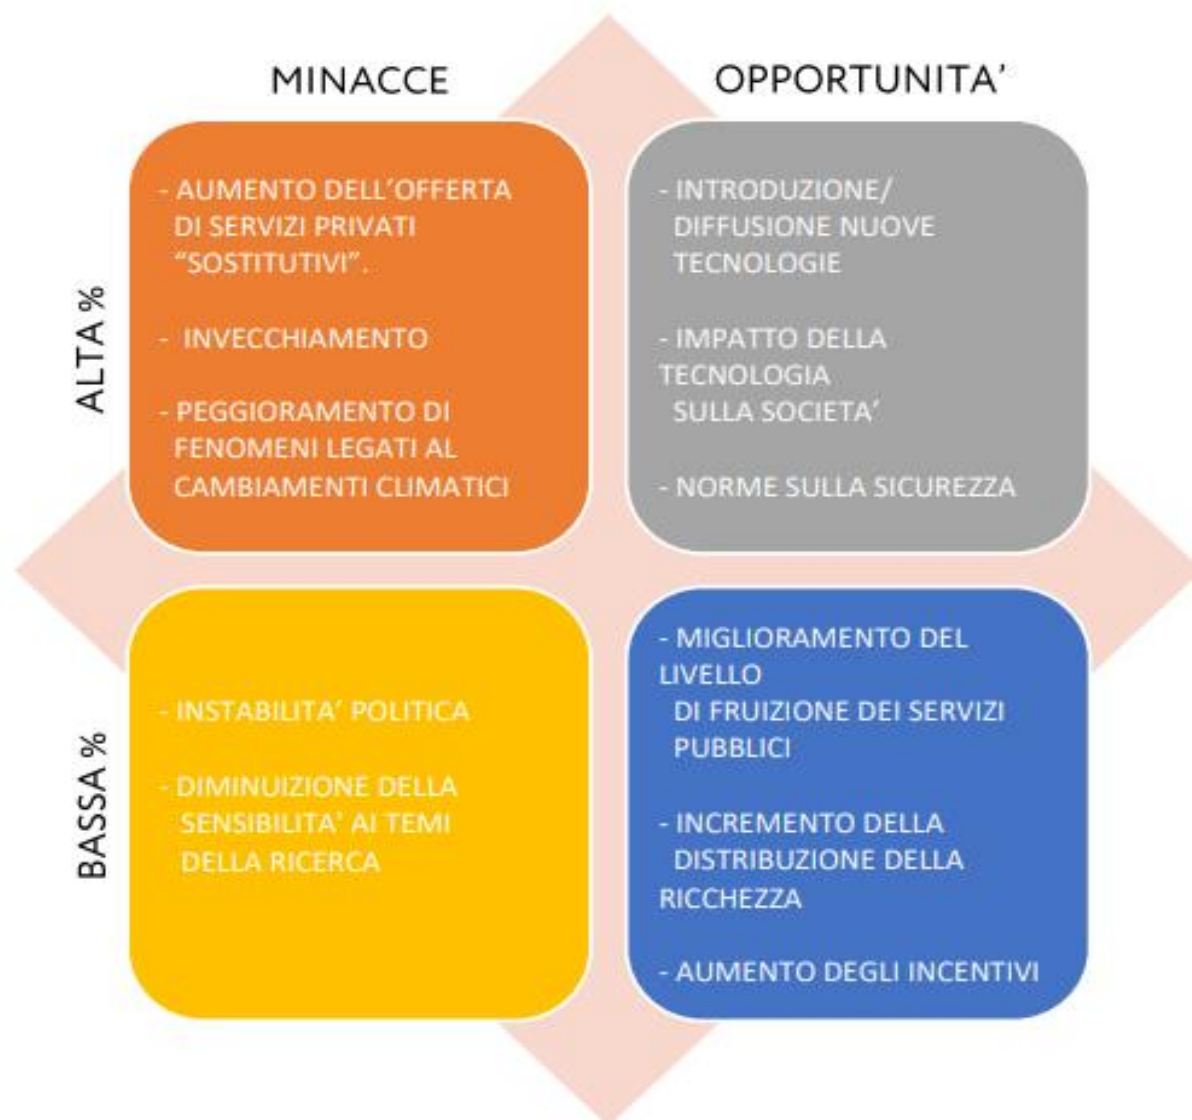 MINACCE
OPPORTUNITA’
ALTA %
- AUMENTO DELL’OFFERTA
DI SERVIZI PRIVATI
“SOSTITUTIVI”.
- INVECCHIAMENTO
- PEGGIORAMENTO DI
FENOMENI LEGATI AL
CAMBIAMENTI CLIMATICI
- INTRODUZIONE/
DIFFUSIONE NUOVE
TECNOLOGIE
- IMPATTO DELLA
TECNOLOGIA
SULLA SOCIETA’
- NORME SULLA SICUREZZA
BASSA %
- INSTABILITA’ POLITICA
- DIMINUIZIONE DELLA
SENSIBILITA’ AI TEMI
DELLA RICERCA
- MIGLIORAMENTO DEL
LIVELLO
DI FRUIZIONE DEI SERVIZI
PUBBLICI
- INCREMENTO DELLA
DISTRIBUZIONE DELLA
RICCHEZZA
- AUMENTO DEGLI INCENTIVI